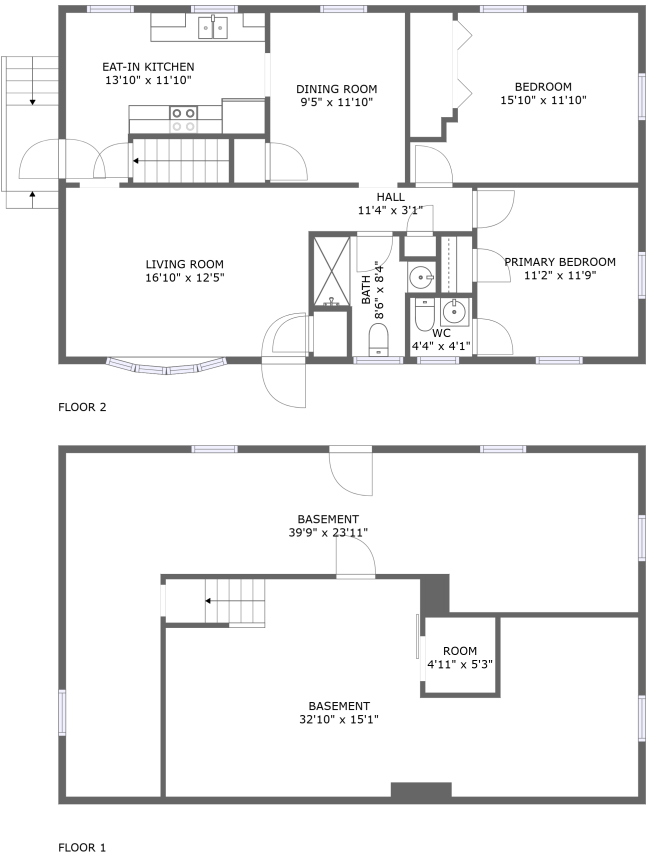 EAT-IN KITCHEN
13'10" x 11'10"
DINING ROOM
9'5" x 11'10"
BEDROOM
15'10" x 11'10"
HALL
11'4" x 3'1"
LIVING ROOM
16'10" x 12'5"
BATH
8'6" x 8'4"
PRIMARY BEDROOM
11'2" x 11'9"
WC
4'4" x 4'1"
FLOOR 2
BASEMENT
39'9" x 23'11"
ROOM
4'11" x 5'3"
BASEMENT
32'10" x 15'1"
FLOOR 1